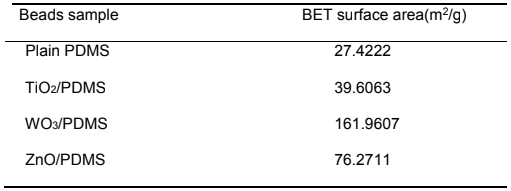 Beads sample BET surface area(m²/g)
Plain PDMS 27.4222
TiO₂/PDMS 39.6063
WO₃/PDMS 161.9607
ZnO/PDMS 76.2711